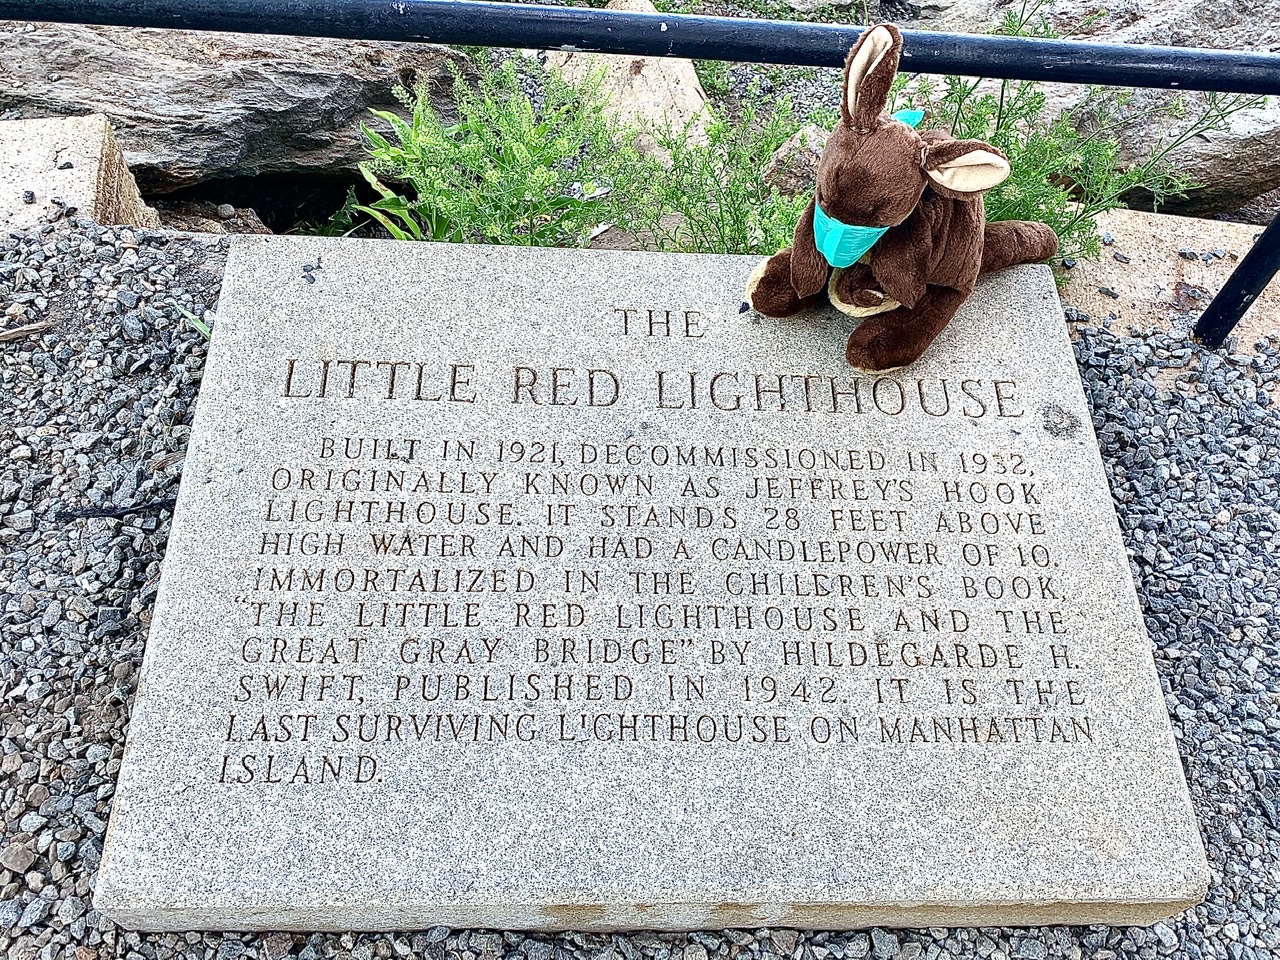 THE
LITTLE RED LIGHTHOUSE
BUILT IN 1921, DECOMMISSIONED IN 1932,
ORIGINALLY KNOWN AS JEFFREY'S HOOK
LIGHTHOUSE. IT STANDS 28 FEET ABOVE
HIGH WATER AND HAD A CANDLEPOWER OF 10.
IMMORTALIZED IN THE CHILDREN'S BOOK,
"THE LITTLE RED LIGHTHOUSE AND THE
GREAT GRAY BRIDGE" BY HILDEGARDE H.
SWIFT, PUBLISHED IN 1942. IT IS THE
LAST SURVIVING LIGHTHOUSE ON MANHATTAN
ISLAND.